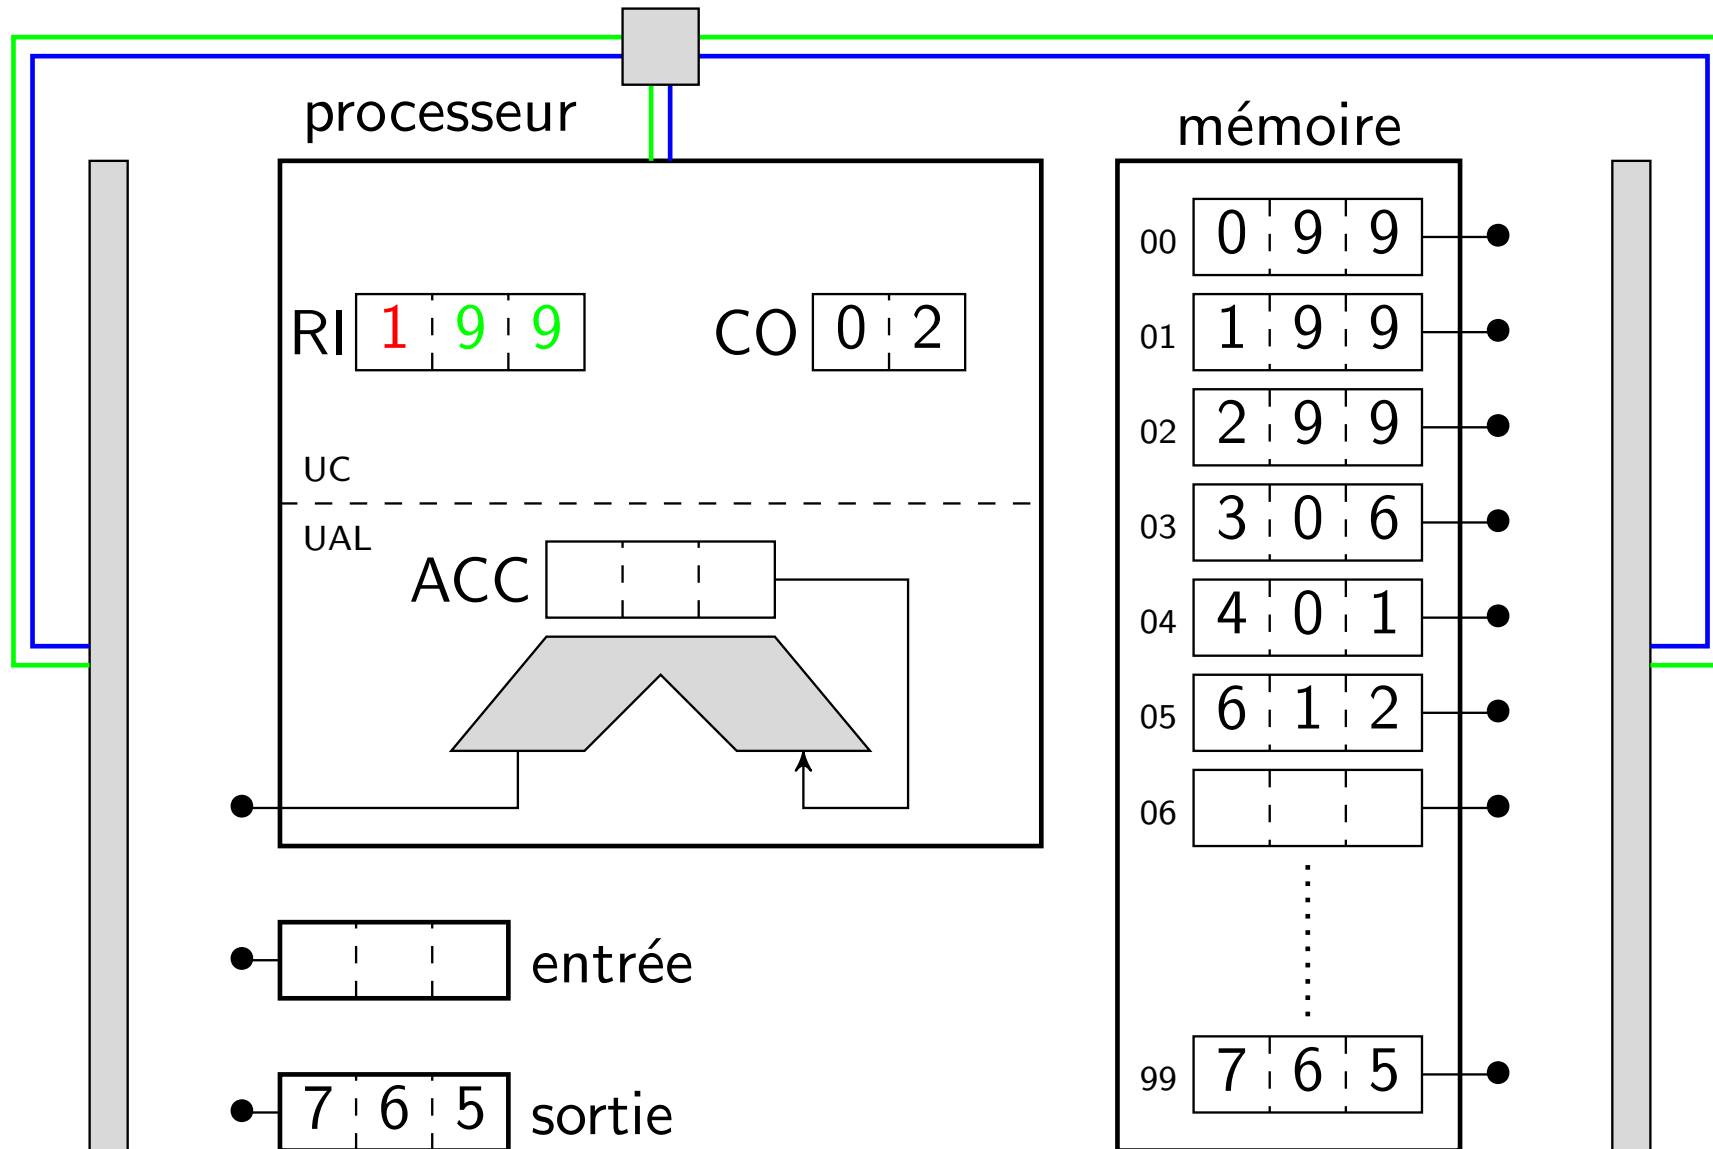 processeur
mémoire
00 0 9 9
RI 1 9 9 CO 0 2
01 1 9 9
02 2 9 9
UC
03 3 0 6
UAL
ACC
04 4 0 1
05 6 1 2
06
entrée
99 7 6 5
7 6 5 sortie